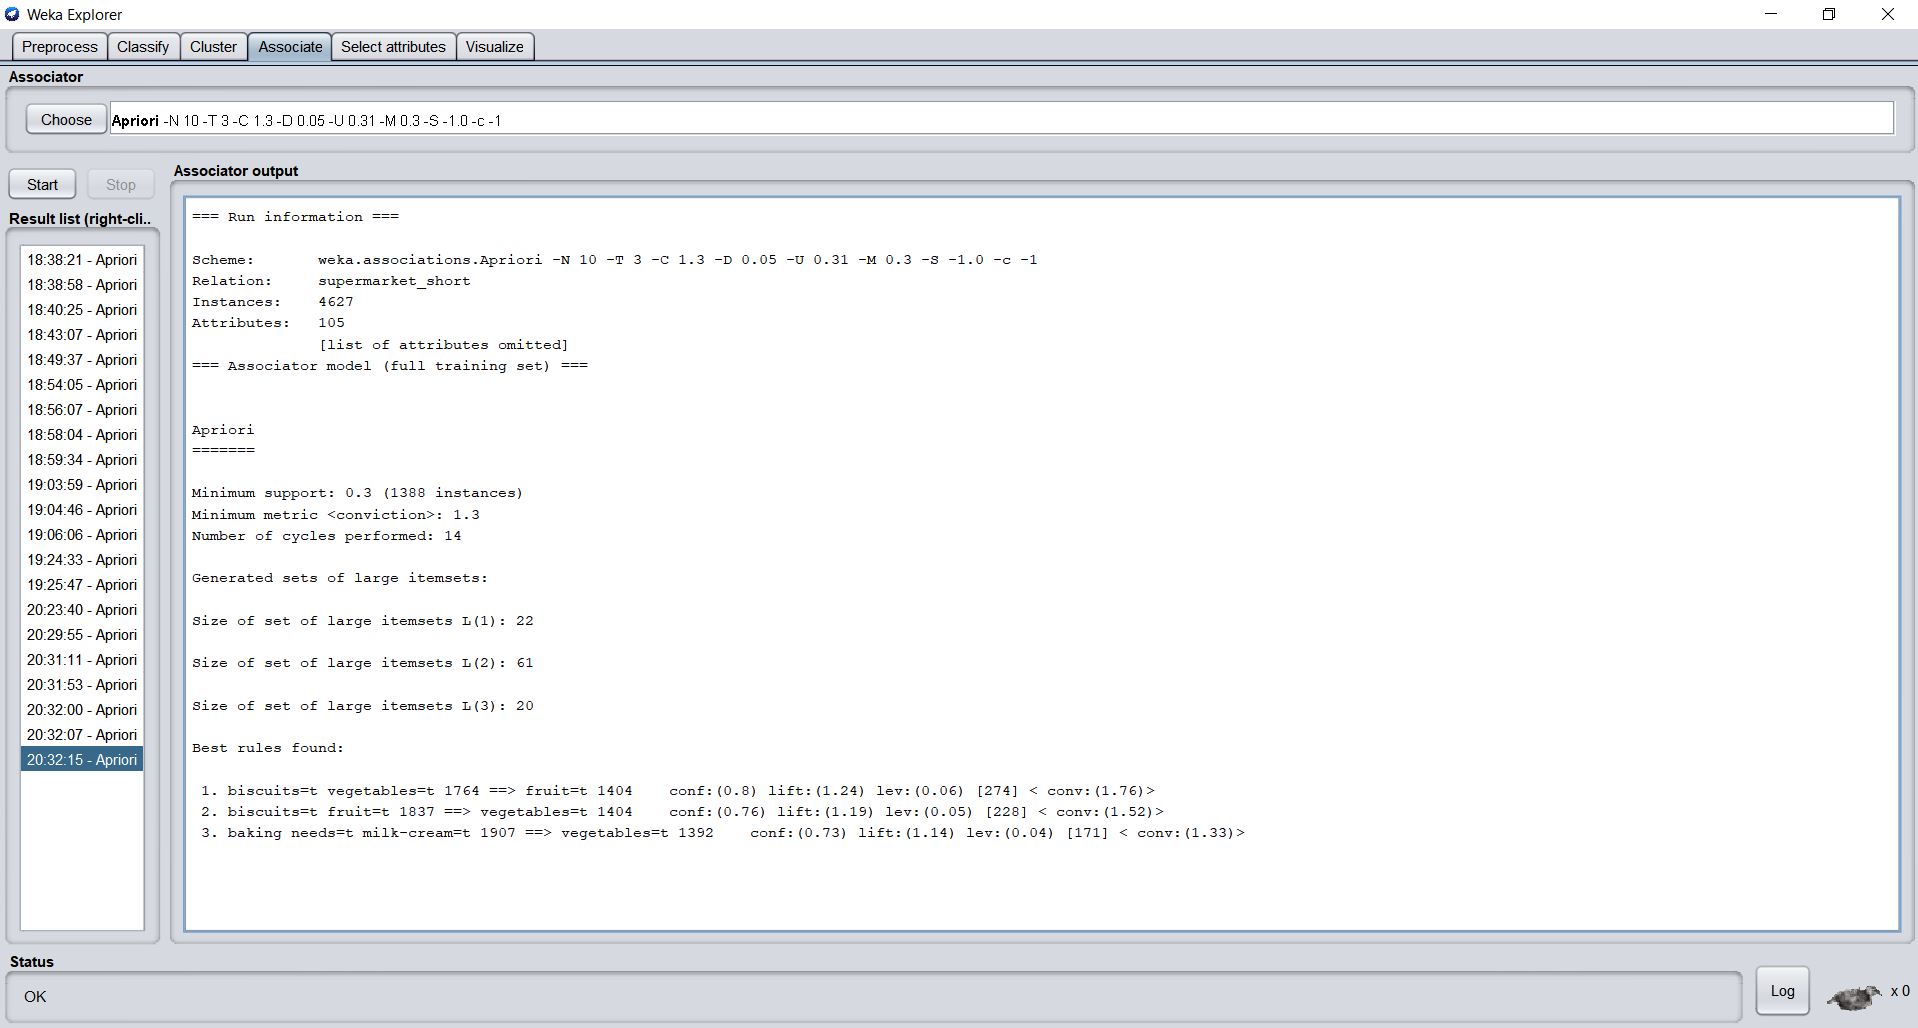 Weka Explorer
Preprocess Classify Cluster Associate Select attributes Visualize
Associator
Choose Apriori -N 10 -T 3 -C 1.3 -D 0.05 -U 0.31 -M 0.3 -S -1.0 -c -1
Start Stop
Result list (right-cli..
18:38:21 - Apriori
18:38:58 - Apriori
18:40:25 - Apriori
18:43:07 - Apriori
18:49:37 - Apriori
18:54:05 - Apriori
18:56:07 - Apriori
18:58:04 - Apriori
18:59:34 - Apriori
19:03:59 - Apriori
19:04:46 - Apriori
19:06:06 - Apriori
19:24:33 - Apriori
19:25:47 - Apriori
20:23:40 - Apriori
20:29:55 - Apriori
20:31:11 - Apriori
20:31:53 - Apriori
20:32:00 - Apriori
20:32:07 - Apriori
20:32:15 - Apriori
Associator output
=== Run information ===
Scheme: weka.associations.Apriori -N 10 -T 3 -C 1.3 -D 0.05 -U 0.31 -M 0.3 -S -1.0 -c -1
Relation: supermarket_short
Instances: 4627
Attributes: 105
[list of attributes omitted]
=== Associator model (full training set) ===
Apriori
=======
Minimum support: 0.3 (1388 instances)
Minimum metric <conviction>: 1.3
Number of cycles performed: 14
Generated sets of large itemsets:
Size of set of large itemsets L(1): 22
Size of set of large itemsets L(2): 61
Size of set of large itemsets L(3): 20
Best rules found:
1. biscuits=t vegetables=t 1764 ==> fruit=t 1404 conf:(0.8) lift:(1.24) lev:(0.06) [274] < conv:(1.76)>
2. biscuits=t fruit=t 1837 ==> vegetables=t 1404 conf:(0.76) lift:(1.19) lev:(0.05) [228] < conv:(1.52)>
3. baking needs=t milk-cream=t 1907 ==> vegetables=t 1392 conf:(0.73) lift:(1.14) lev:(0.04) [171] < conv:(1.33)>
Status
OK
Log
x 0